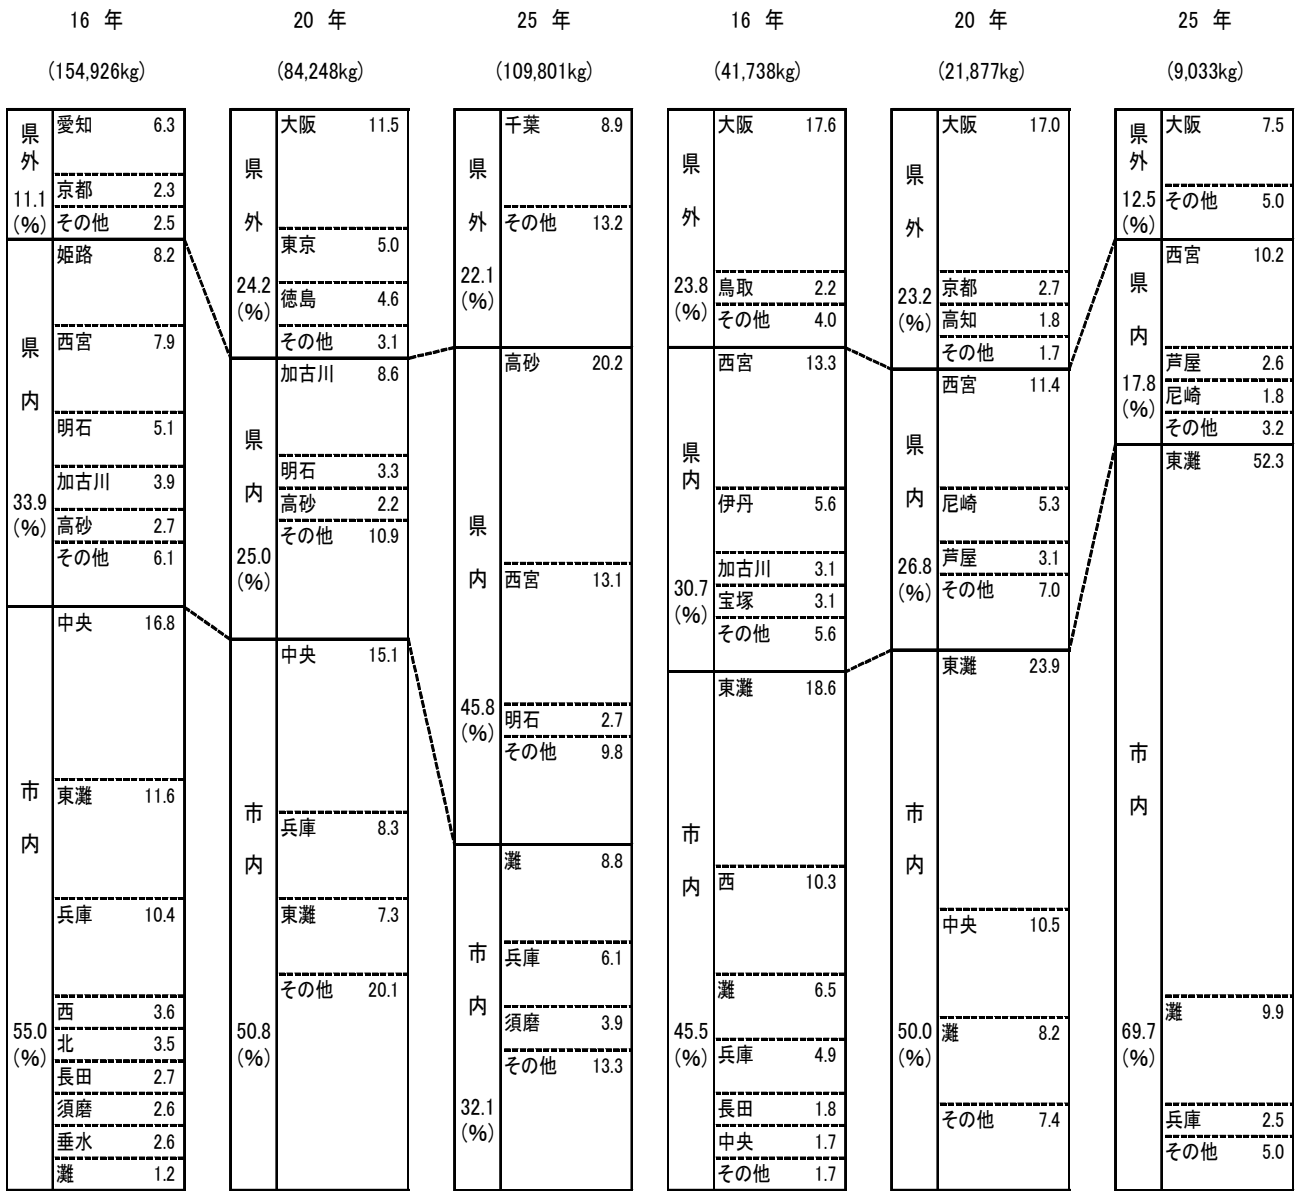 16 年
(154,926kg)
県外
11.1
(%)
愛知 6.3
京都 2.3
その他 2.5
県内
33.9
(%)
姫路 8.2
西宮 7.9
明石 5.1
加古川 3.9
高砂 2.7
その他 6.1
市内
55.0
(%)
中央 16.8
東灘 11.6
兵庫 10.4
西 3.6
北 3.5
長田 2.7
須磨 2.6
垂水 2.6
灘 1.2
20 年
(84,248kg)
県外
24.2
(%)
大阪 11.5
東京 5.0
徳島 4.6
その他 3.1
県内
25.0
(%)
加古川 8.6
明石 3.3
高砂 2.2
その他 10.9
市内
50.8
(%)
中央 15.1
兵庫 8.3
東灘 7.3
その他 20.1
25 年
(109,801kg)
県外
22.1
(%)
千葉 8.9
その他 13.2
県内
45.8
(%)
高砂 20.2
西宮 13.1
明石 2.7
その他 9.8
市内
32.1
(%)
灘 8.8
兵庫 6.1
須磨 3.9
その他 13.3
16 年
(41,738kg)
県外
23.8
(%)
大阪 17.6
鳥取 2.2
その他 4.0
県内
30.7
(%)
西宮 13.3
伊丹 5.6
加古川 3.1
宝塚 3.1
その他 5.6
市内
45.5
(%)
東灘 18.6
西 10.3
灘 6.5
兵庫 4.9
長田 1.8
中央 1.7
その他 1.7
20 年
(21,877kg)
県外
23.2
(%)
大阪 17.0
京都 2.7
高知 1.8
その他 1.7
県内
26.8
(%)
西宮 11.4
尼崎 5.3
芦屋 3.1
その他 7.0
市内
50.0
(%)
東灘 23.9
中央 10.5
灘 8.2
その他 7.4
25 年
(9,033kg)
県外
12.5
(%)
大阪 7.5
その他 5.0
県内
17.8
(%)
西宮 10.2
芦屋 2.6
尼崎 1.8
その他 3.2
市内
69.7
(%)
東灘 52.3
灘 9.9
兵庫 2.5
その他 5.0